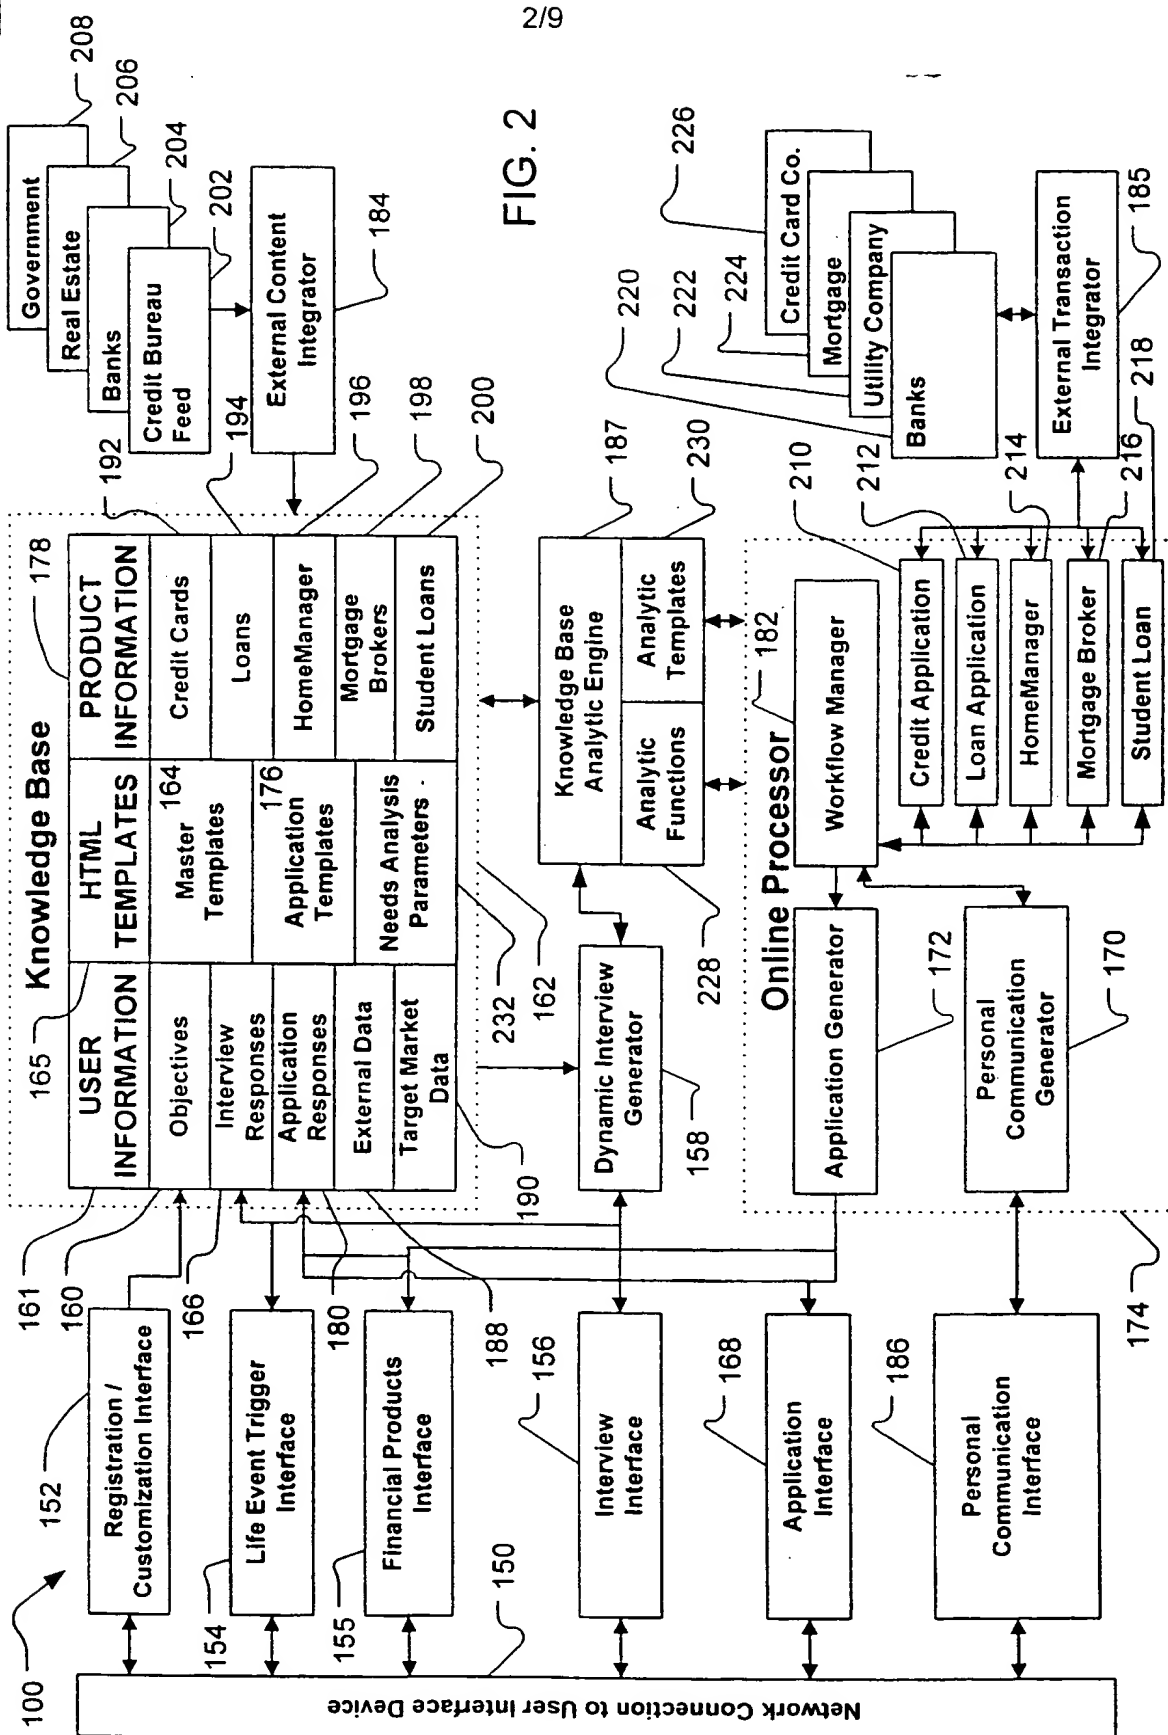 2/9
FIG. 2
100
152
161
160
166
180
188
190
154
155
150
156
168
186
174
Network Connection to User Interface Device
Registration /
Customization Interface
Life Event Trigger
Interface
Financial Products
Interface
Interview
Interface
Application
Interface
Personal
Communication
Interface
Knowledge Base
165
178
USER
INFORMATION
HTML
TEMPLATES
PRODUCT
INFORMATION
Objectives
Interview
Responses
Application
Responses
External Data
Target Market
Data
164
Master
Templates
176
Application
Templates
Needs Analysis
Parameters
Credit Cards
Loans
HomeManager
Mortgage
Brokers
Student Loans
192
194
196
198
200
232
162
Government
Real Estate
Banks
Credit Bureau
Feed
208
206
204
202
External Content
Integrator
184
Dynamic Interview
Generator
158
228
Knowledge Base
Analytic Engine
Analytic
Functions
Analytic
Templates
187
230
Online Processor
182
Workflow Manager
Application Generator
172
Personal
Communication
Generator
170
Credit Application
Loan Application
HomeManager
Mortgage Broker
Student Loan
210
212
214
216
218
220
222
224
226
Credit Card Co.
Mortgage
Utility Company
Banks
External Transaction
Integrator
185